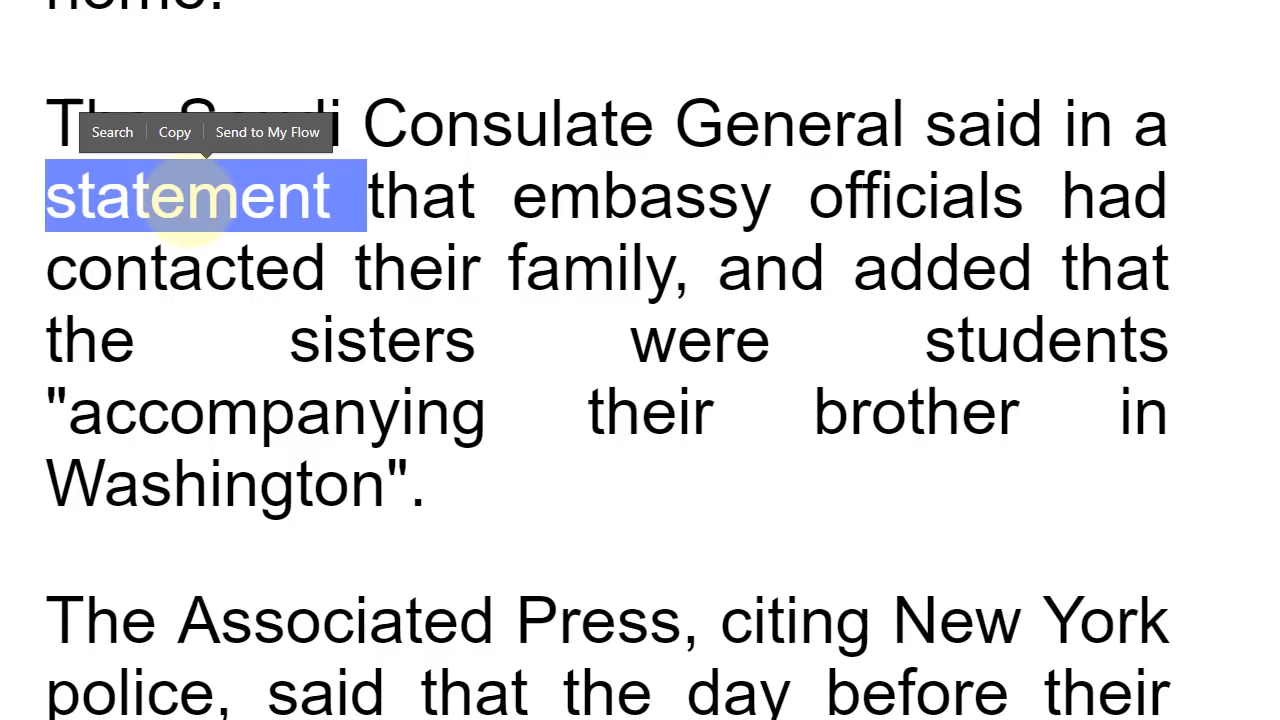 The Saudi Consulate General said in a
Search Copy Send to My Flow
statement that embassy officials had
contacted their family, and added that
the sisters were students
"accompanying their brother in
Washington".
The Associated Press, citing New York
police, said that the day before their